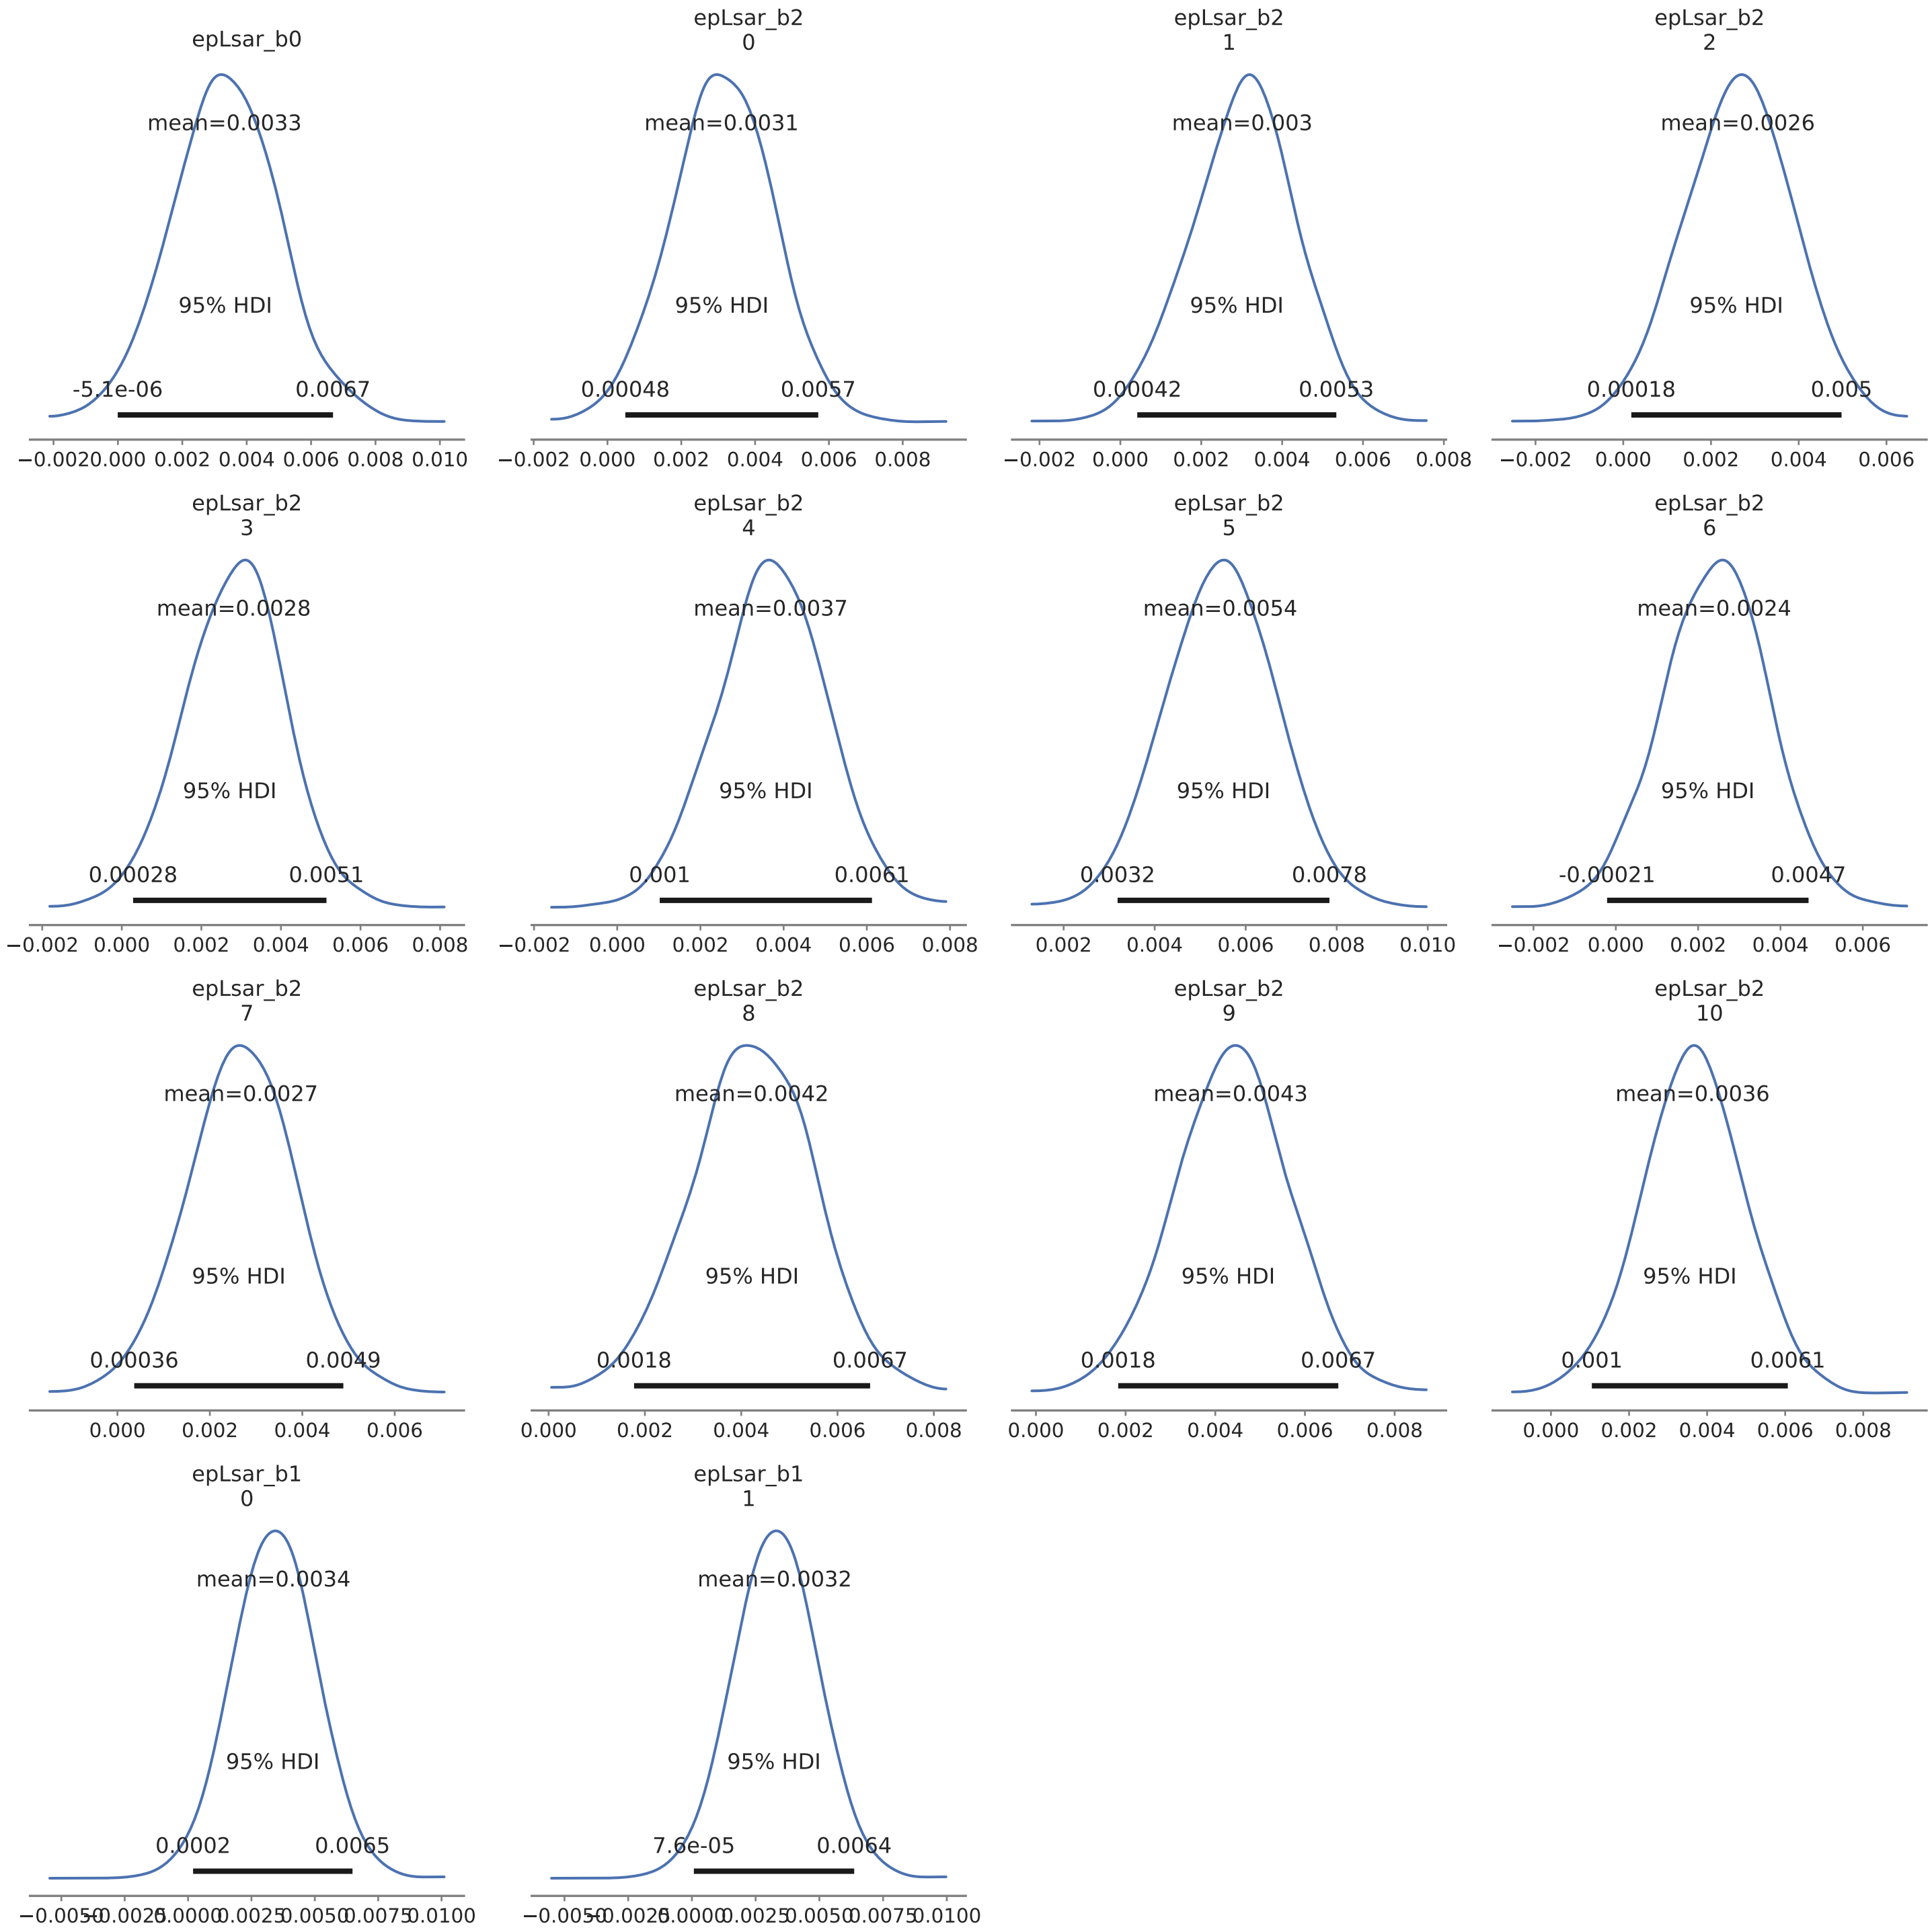 epLsar_b0
mean=0.0033
95% HDI
-5.1e-06 0.0067
−0.002 0.000 0.002 0.004 0.006 0.008 0.010
epLsar_b2
0
mean=0.0031
95% HDI
0.00048 0.0057
−0.002 0.000 0.002 0.004 0.006 0.008
epLsar_b2
1
mean=0.003
95% HDI
0.00042 0.0053
−0.002 0.000 0.002 0.004 0.006 0.008
epLsar_b2
2
mean=0.0026
95% HDI
0.00018 0.005
−0.002 0.000 0.002 0.004 0.006
epLsar_b2
3
mean=0.0028
95% HDI
0.00028 0.0051
−0.002 0.000 0.002 0.004 0.006 0.008
epLsar_b2
4
mean=0.0037
95% HDI
0.001 0.0061
−0.002 0.000 0.002 0.004 0.006 0.008
epLsar_b2
5
mean=0.0054
95% HDI
0.0032 0.0078
0.002 0.004 0.006 0.008 0.010
epLsar_b2
6
mean=0.0024
95% HDI
-0.00021 0.0047
−0.002 0.000 0.002 0.004 0.006
epLsar_b2
7
mean=0.0027
95% HDI
0.00036 0.0049
0.000 0.002 0.004 0.006
epLsar_b2
8
mean=0.0042
95% HDI
0.0018 0.0067
0.000 0.002 0.004 0.006 0.008
epLsar_b2
9
mean=0.0043
95% HDI
0.0018 0.0067
0.000 0.002 0.004 0.006 0.008
epLsar_b2
10
mean=0.0036
95% HDI
0.001 0.0061
0.000 0.002 0.004 0.006 0.008
epLsar_b1
0
mean=0.0034
95% HDI
0.0002 0.0065
−0.0050 −0.0025 0.0000 0.0025 0.0050 0.0075 0.0100
epLsar_b1
1
mean=0.0032
95% HDI
7.6e-05 0.0064
−0.0050 −0.0025 0.0000 0.0025 0.0050 0.0075 0.0100